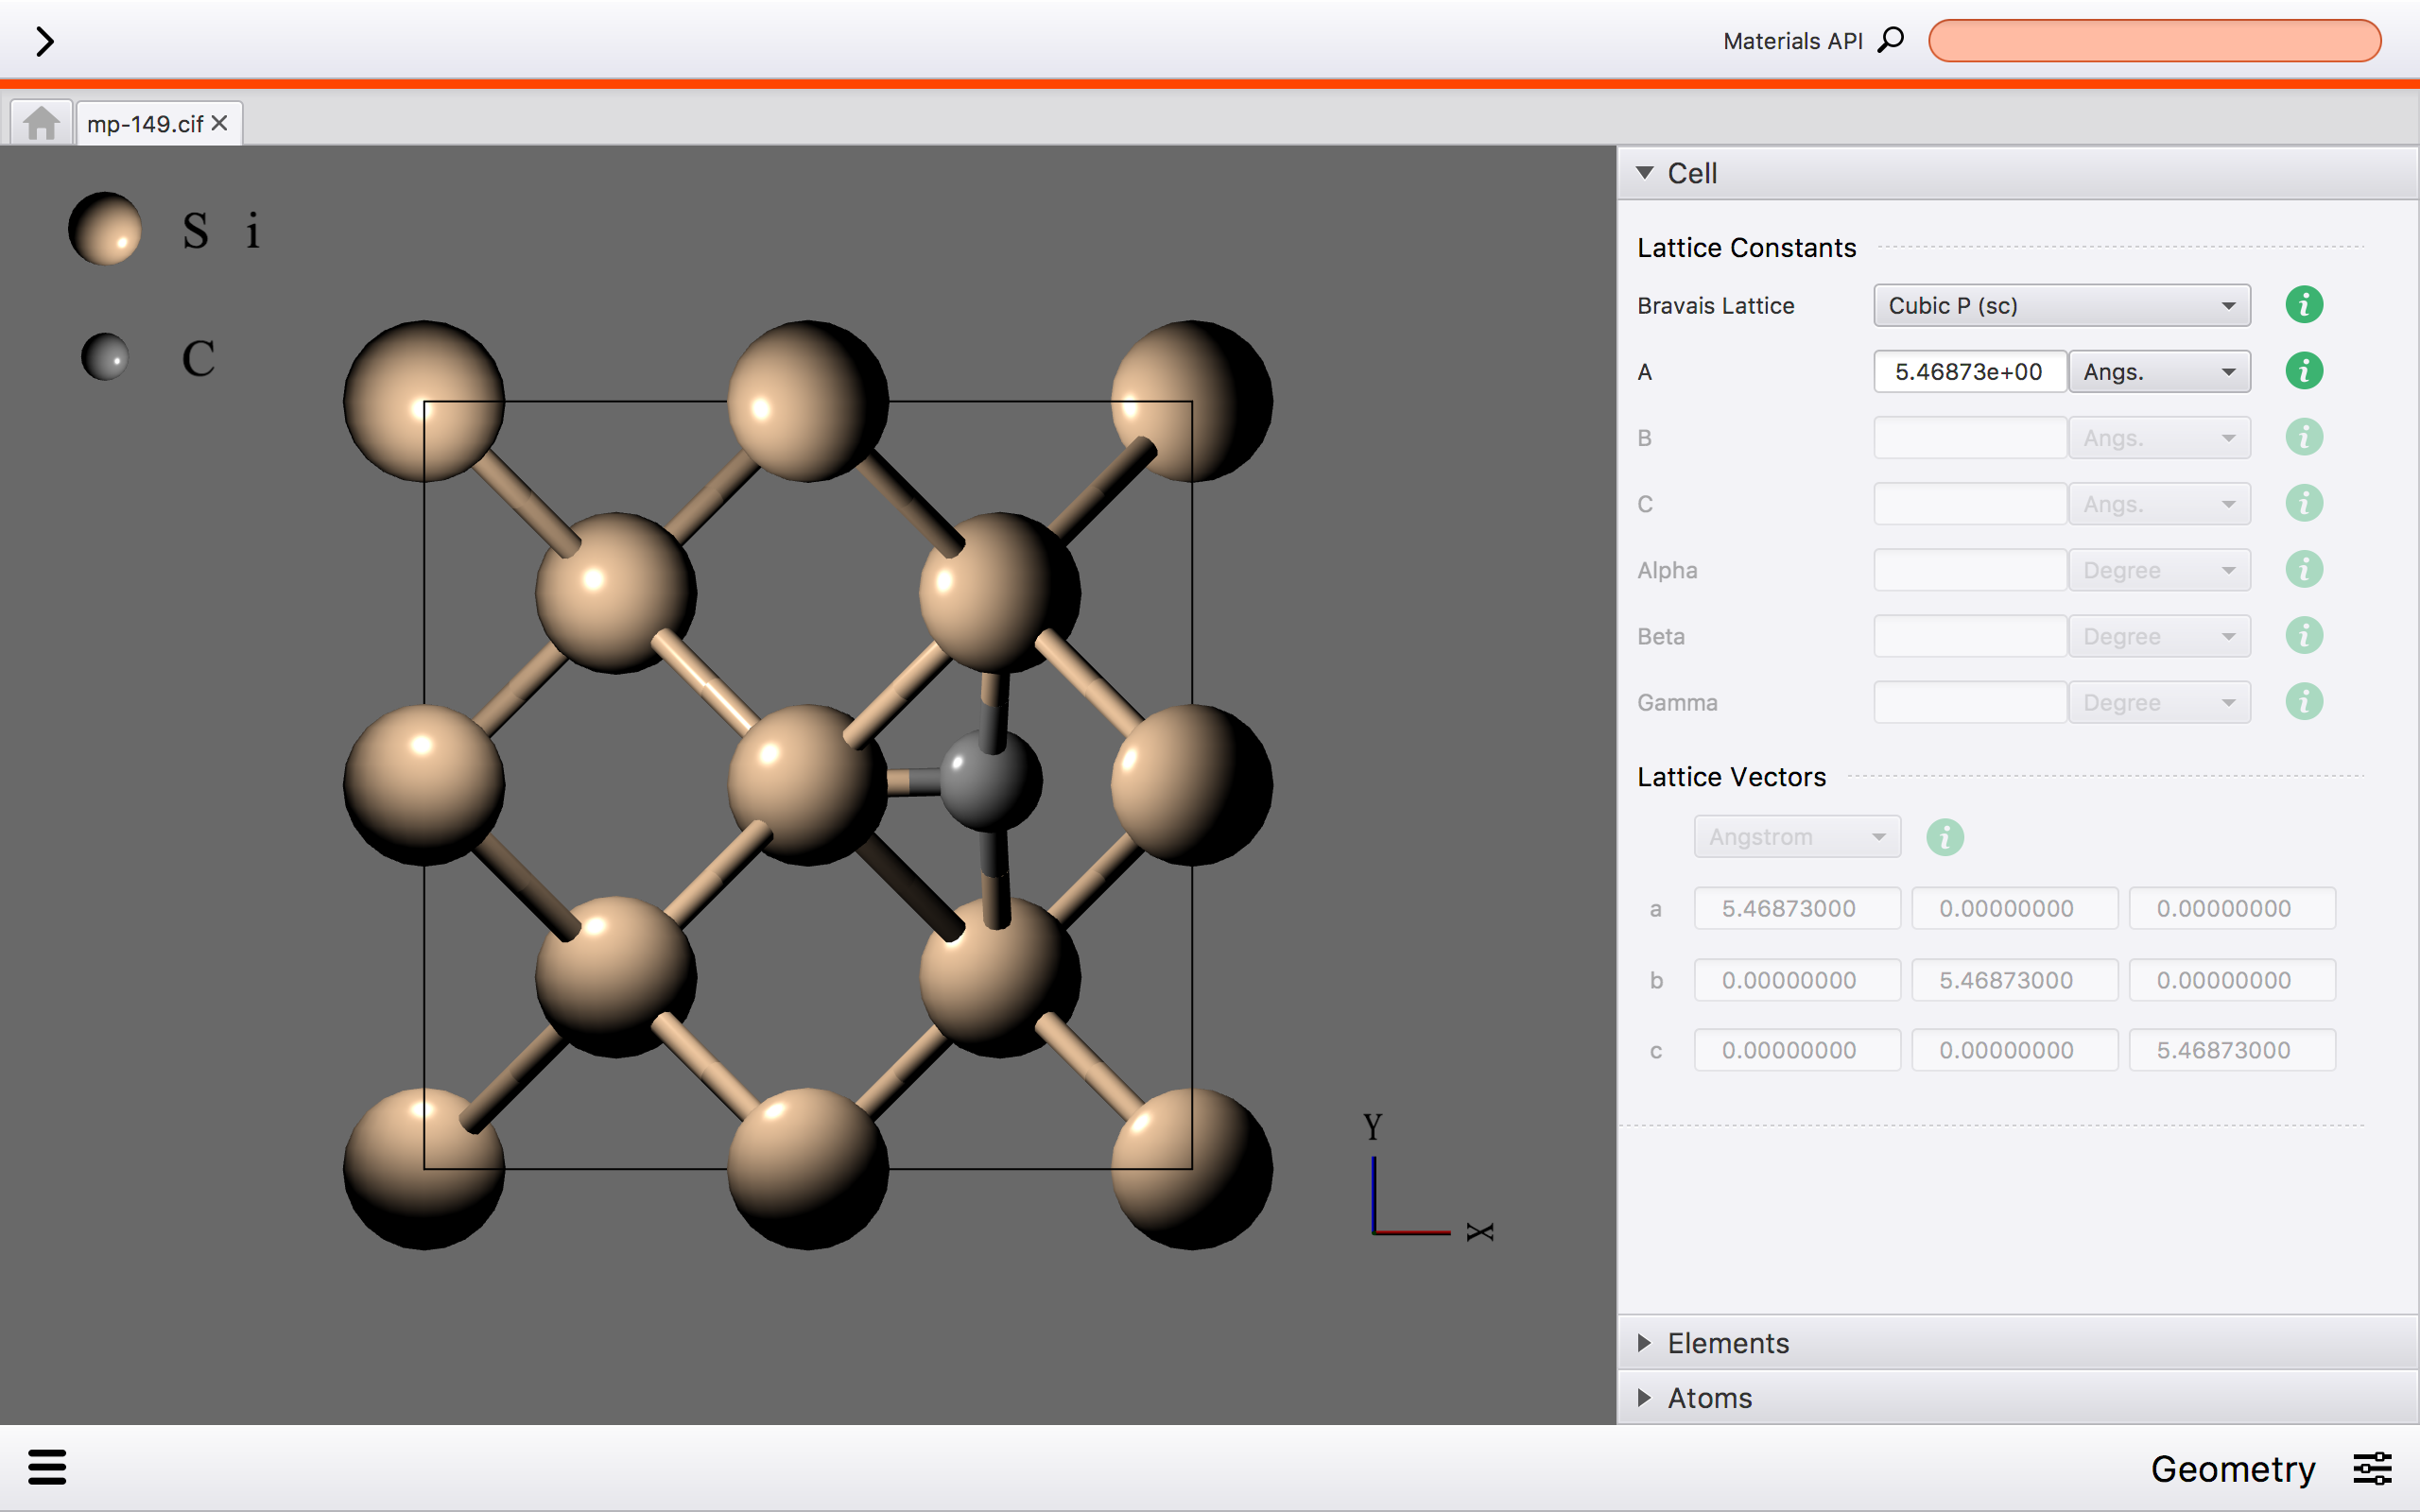 Materials API
mp-149.cif
S i
C
Y
X
Cell
Lattice Constants
Bravais Lattice Cubic P (sc)
A 5.46873e+00 Angs.
B Angs.
C Angs.
Alpha Degree
Beta Degree
Gamma Degree
Lattice Vectors
Angstrom
a 5.46873000 0.00000000 0.00000000
b 0.00000000 5.46873000 0.00000000
c 0.00000000 0.00000000 5.46873000
Elements
Atoms
Geometry